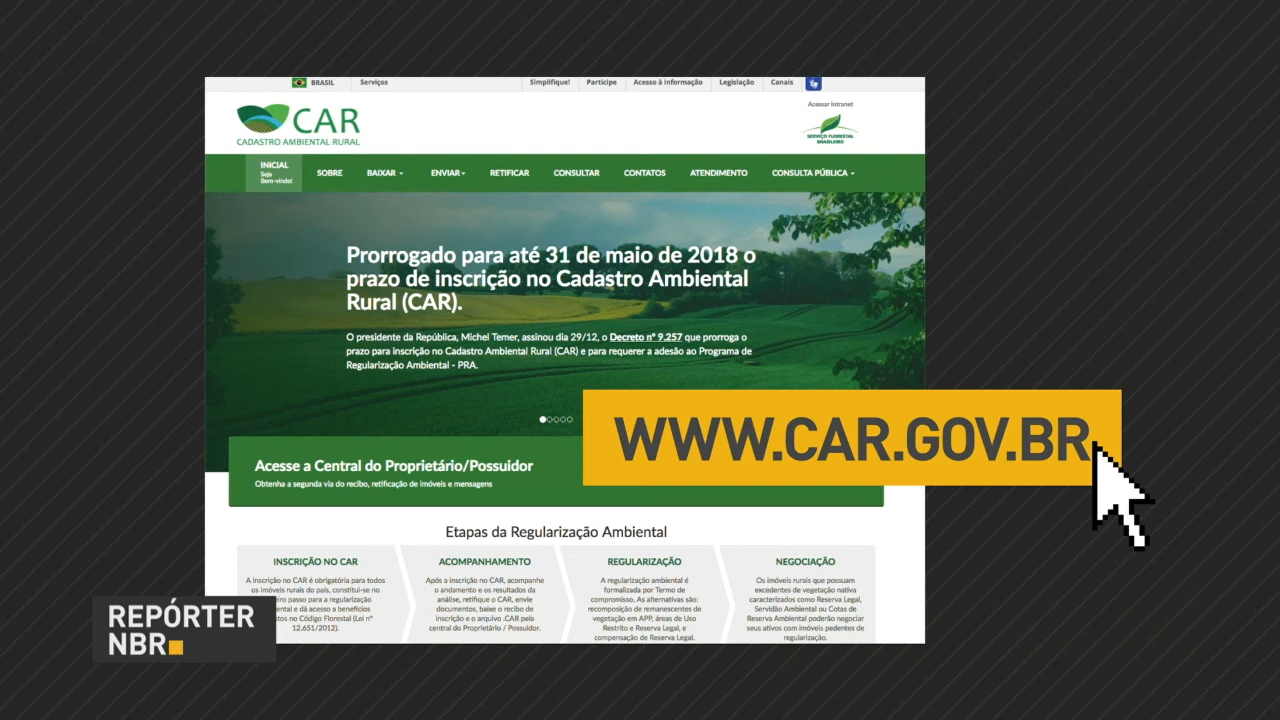 BRASIL Serviços Simplifique! Participe Acesso à informação Legislação Canais
Acessar Intranet
CAR
CADASTRO AMBIENTAL RURAL
SERVIÇO FLORESTAL
BRASILEIRO
INICIAL
Seja
Bem-vindo!
SOBRE BAIXAR ENVIAR RETIFICAR CONSULTAR CONTATOS ATENDIMENTO CONSULTA PÚBLICA
Prorrogado para até 31 de maio de 2018 o
prazo de inscrição no Cadastro Ambiental
Rural (CAR).
O presidente da República, Michel Temer, assinou dia 29/12, o Decreto nº 9.257 que prorroga o
prazo para inscrição no Cadastro Ambiental Rural (CAR) e para requerer a adesão ao Programa de
Regularização Ambiental - PRA.
WWW.CAR.GOV.BR
Acesse a Central do Proprietário/Possuidor
Obtenha a segunda via do recibo, retificação de imóveis e mensagens
Etapas da Regularização Ambiental
INSCRIÇÃO NO CAR
A inscrição no CAR é obrigatória para todos
os imóveis rurais do país, constitui-se no
passo para a regularização
e dá acesso a benefícios
no Código Florestal (Lei nº
12.651/2012).
ACOMPANHAMENTO
Após a inscrição no CAR, acompanhe
o andamento e os resultados da
análise, retifique o CAR, envie
documentos, baixe o recibo de
inscrição e o arquivo .CAR pela
central do Proprietário / Possuidor.
REGULARIZAÇÃO
A regularização ambiental é
formalizada por Termo de
compromisso. As alternativas são:
recomposição de remanescentes de
vegetação em APP, áreas de Uso
Restrito e Reserva Legal, e
compensação de Reserva Legal.
NEGOCIAÇÃO
Os imóveis rurais que possuam
excedentes de vegetação nativa
caracterizados como Reserva Legal,
Servidão Ambiental ou Cotas de
Reserva Ambiental poderão negociar
seus ativos com imóveis pedentes de
regularização.
REPÓRTER
NBR